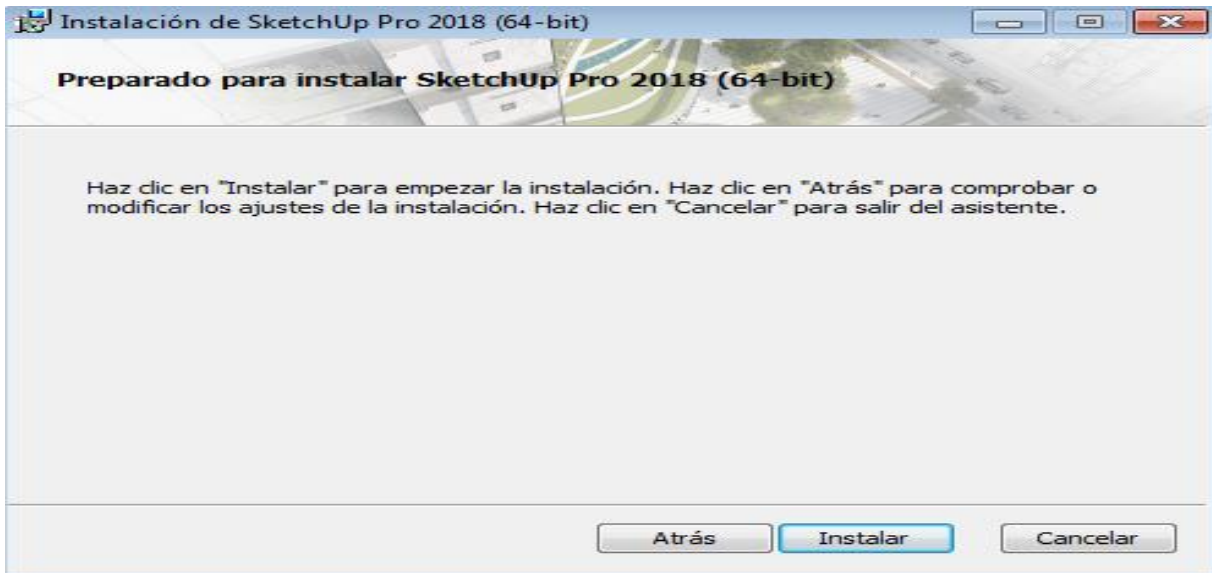 Instalación de SketchUp Pro 2018 (64-bit)
Preparado para instalar SketchUp Pro 2018 (64-bit)
Haz clic en "Instalar" para empezar la instalación. Haz clic en "Atrás" para comprobar o
modificar los ajustes de la instalación. Haz clic en "Cancelar" para salir del asistente.
Atrás Instalar Cancelar